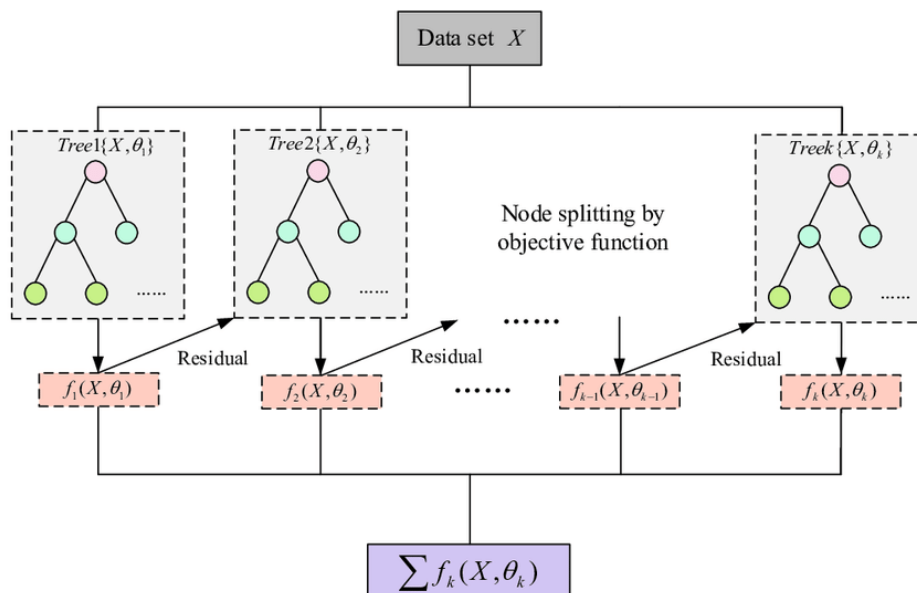 Data set X
Tree1{X,θ₁}
Tree2{X,θ₂}
Treek{X,θₖ}
Node splitting by
objective function
......
......
......
......
Residual
Residual
Residual
f₁(X,θ₁)
f₂(X,θ₂)
......
fₖ₋₁(X,θₖ₋₁)
fₖ(X,θₖ)
∑ fₖ(X,θₖ)